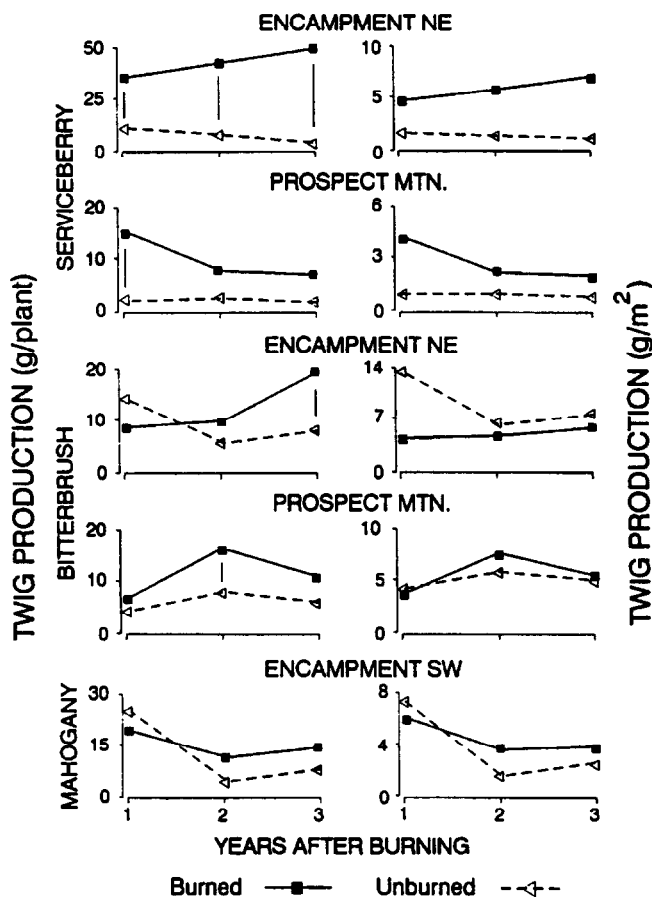 ENCAMPMENT NE
50
25
0
10
5
0
PROSPECT MTN.
20
10
0
6
3
0
SERVICEBERRY
ENCAMPMENT NE
20
10
0
14
7
0
PROSPECT MTN.
20
10
0
10
5
0
BITTERBRUSH
ENCAMPMENT SW
30
15
0
8
4
0
MAHOGANY
TWIG PRODUCTION (g/plant)
TWIG PRODUCTION (g/m²)
1 2 3 1 2 3
YEARS AFTER BURNING
Burned Unburned